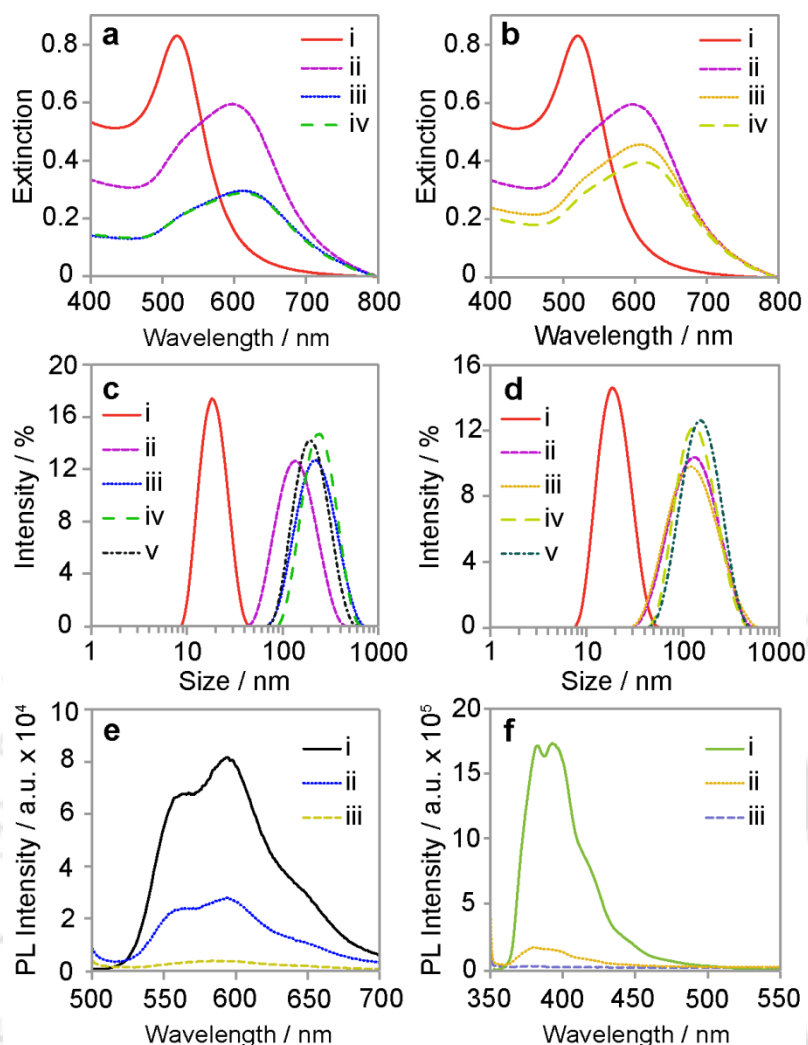 a
i
ii
iii
iv
0.8
0.6
0.4
0.2
0
Extinction
400 500 600 700 800
Wavelength / nm
b
i
ii
iii
iv
0.8
0.6
0.4
0.2
0
Extinction
400 500 600 700 800
Wavelength / nm
c
i
ii
iii
iv
v
20
16
12
8
4
0
Intensity / %
1 10 100 1000
Size / nm
d
i
ii
iii
iv
v
16
12
8
4
0
Intensity / %
1 10 100 1000
Size / nm
e
i
ii
iii
10
8
6
4
2
0
PL Intensity / a.u. x 10⁴
500 550 600 650 700
Wavelength / nm
f
i
ii
iii
20
15
10
5
0
PL Intensity / a.u. x 10⁵
350 400 450 500 550
Wavelength / nm